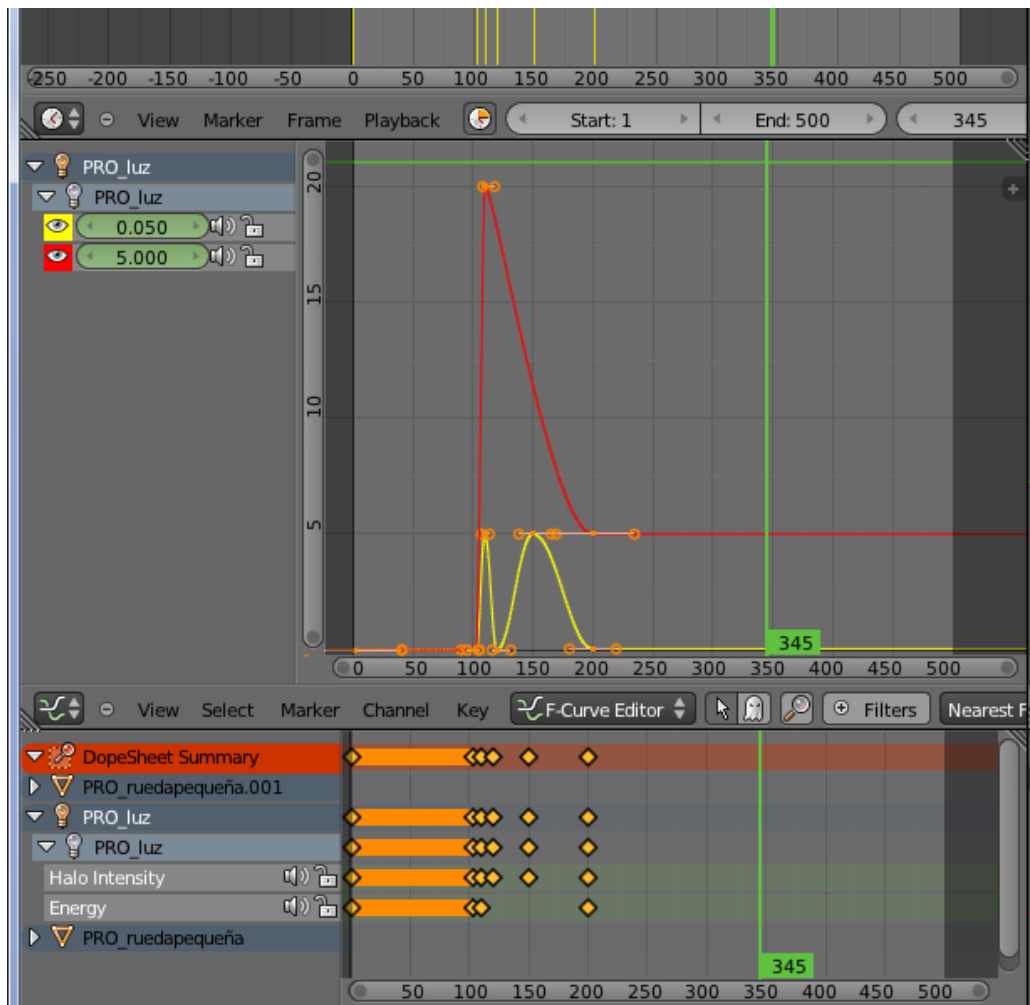 -250 -200 -150 -100 -50 0 50 100 150 200 250 300 350 400 450 500
View Marker Frame Playback Start: 1 End: 500 345
PRO_luz
PRO_luz
0.050
5.000
20
15
10
5
345
0 50 100 150 200 250 300 350 400 450 500
View Select Marker Channel Key F-Curve Editor Filters Nearest
DopeSheet Summary
PRO_ruedapequeña.001
PRO_luz
PRO_luz
Halo Intensity
Energy
PRO_ruedapequeña
345
50 100 150 200 250 300 350 400 450 500